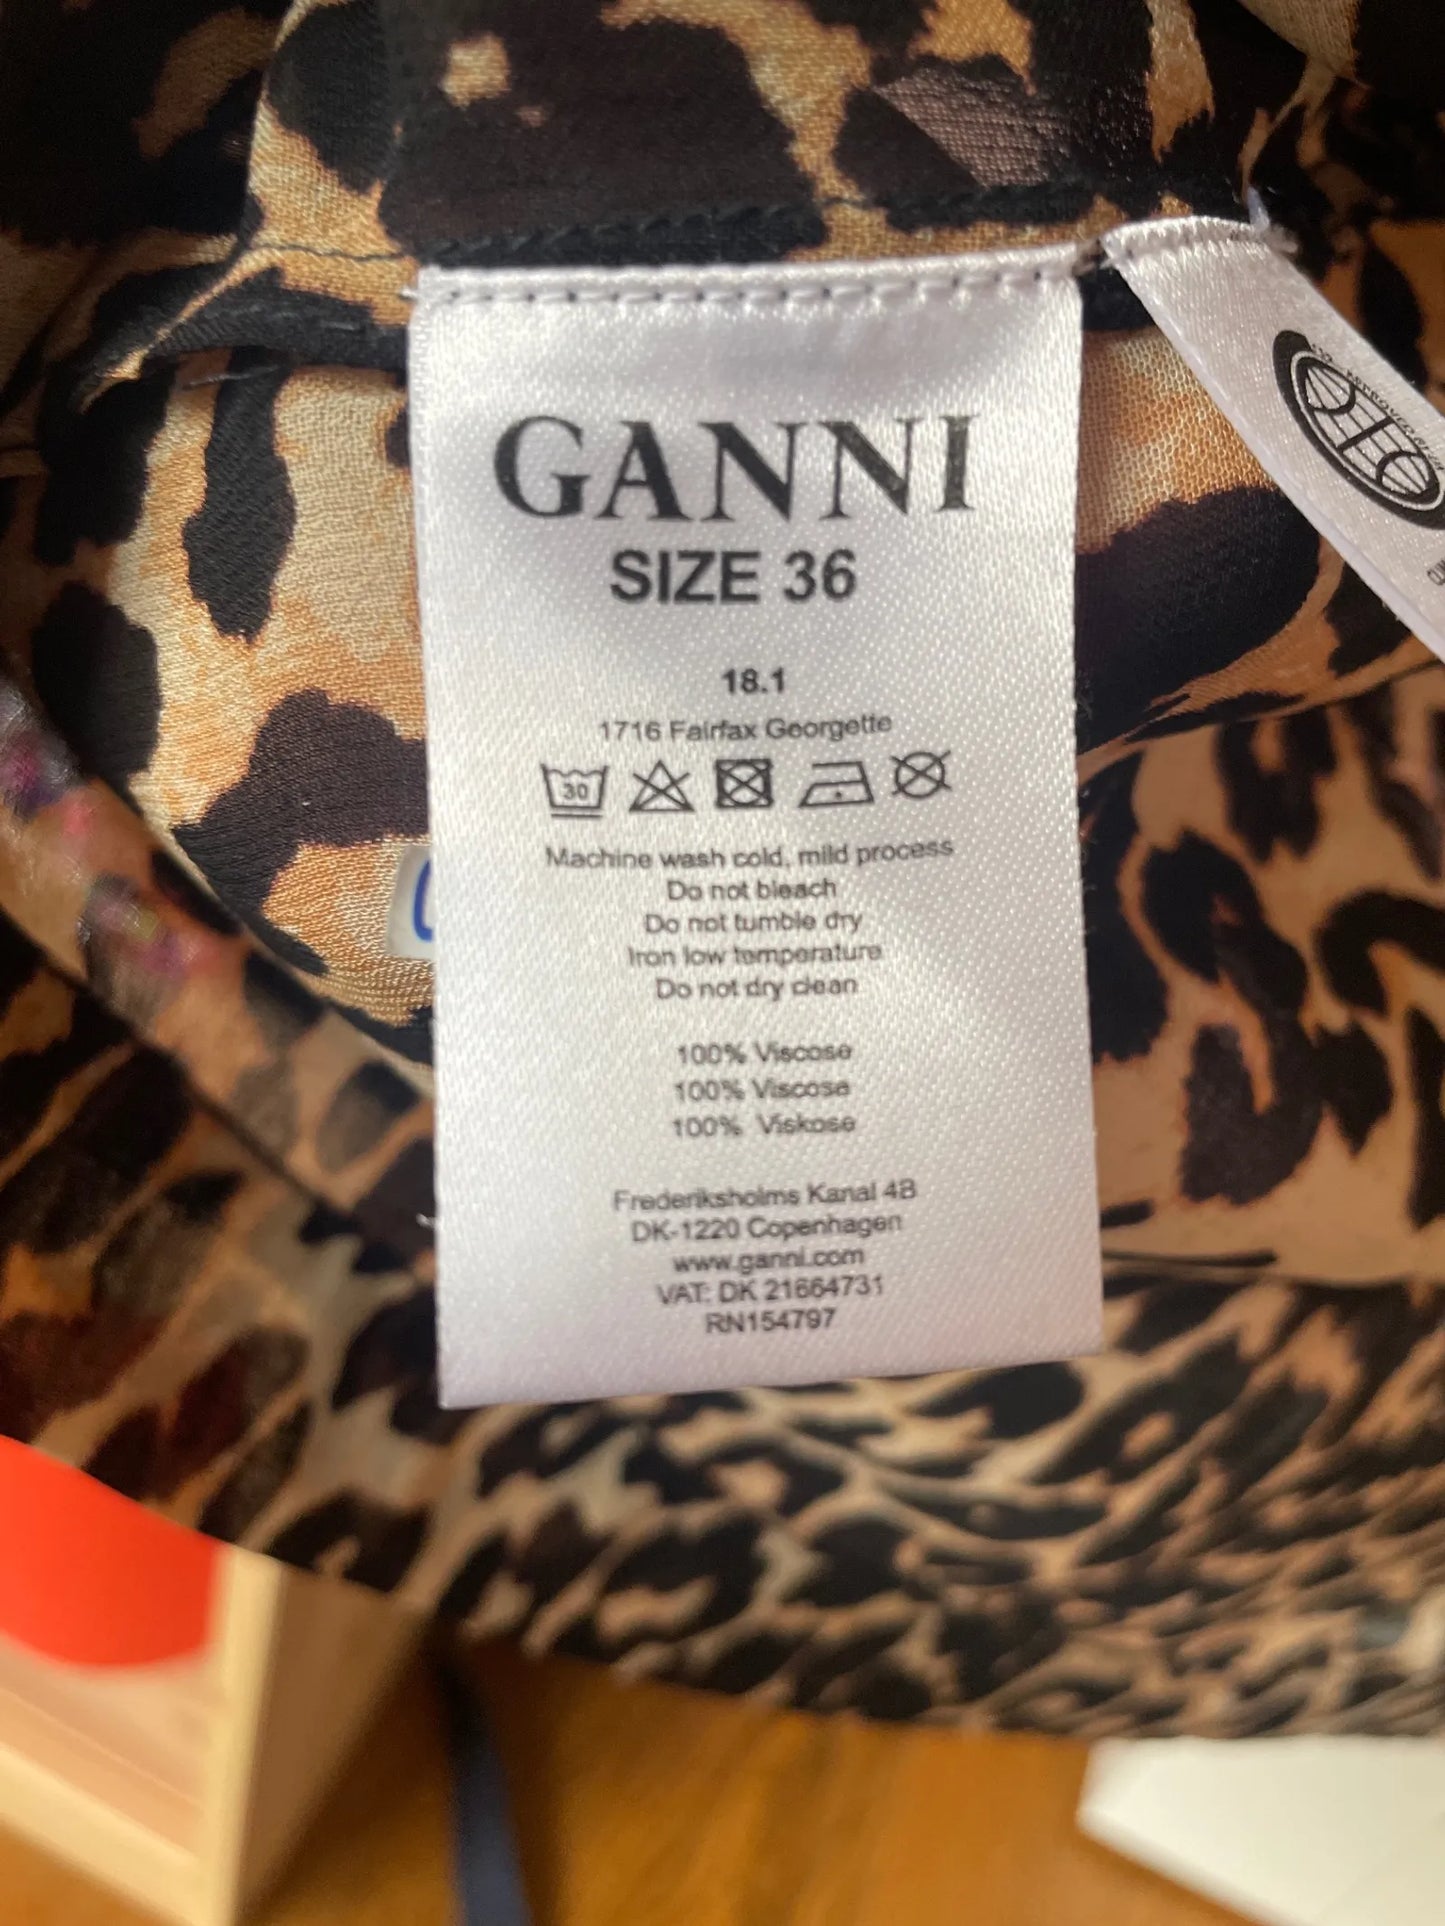 GANNI
SIZE 36
18.1
1716 Fairfax Georgette
30
Machine wash cold, mild process
Do not bleach
Do not tumble dry
Iron low temperature
Do not dry clean
100% Viscose
100% Viscose
100% Viskose
Frederiksholms Kanal 4B
DK-1220 Copenhagen
www.ganni.com
VAT: DK 21664731
RN154797